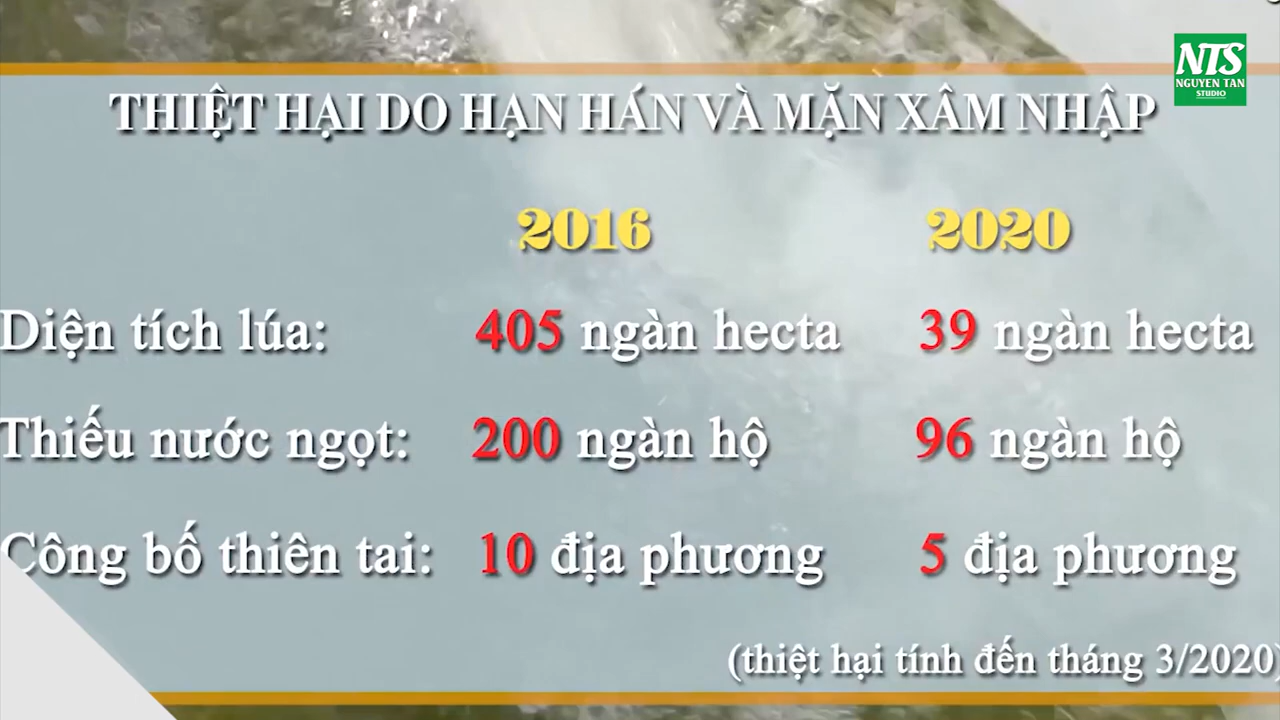 NTS
NGUYEN TAN
STUDIO
THIỆT HẠI DO HẠN HÁN VÀ MẶN XÂM NHẬP
2016 2020
Diện tích lúa: 405 ngàn hecta 39 ngàn hecta
Thiếu nước ngọt: 200 ngàn hộ 96 ngàn hộ
Công bố thiên tai: 10 địa phương 5 địa phương
(thiệt hại tính đến tháng 3/2020)